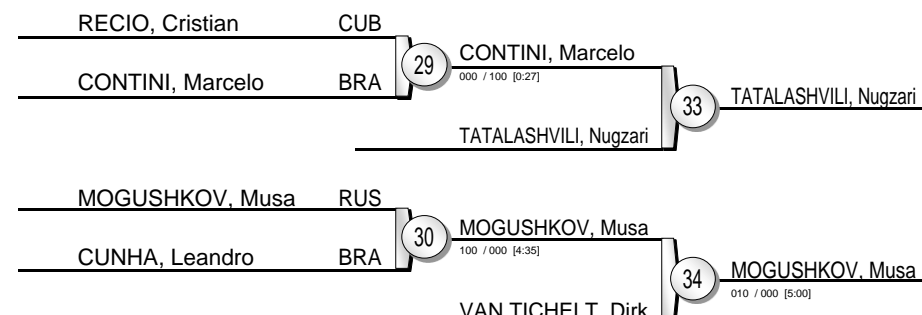 RECIO, Cristian CUB
29
CONTINI, Marcelo
000 / 100 [0:27]
CONTINI, Marcelo BRA
33
TATALASHVILI, Nugzari
TATALASHVILI, Nugzari
MOGUSHKOV, Musa RUS
30
MOGUSHKOV, Musa
100 / 000 [4:35]
CUNHA, Leandro BRA
34
MOGUSHKOV, Musa
010 / 000 [5:00]
VAN TICHELT, Dirk